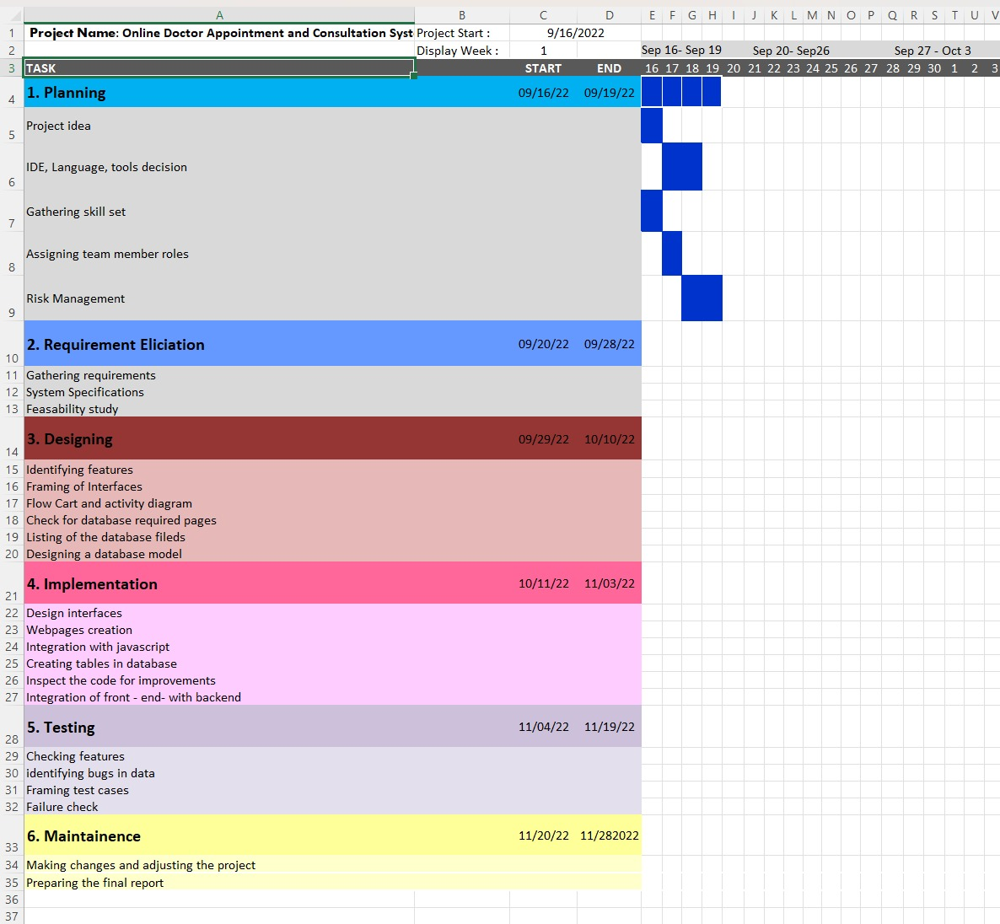 A B C D E F G H I J K L M N O P Q R S T U V
1 Project Name: Online Doctor Appointment and Consultation Syst Project Start : 9/16/2022
2 Display Week : 1 Sep 16- Sep 19 Sep 20- Sep26 Sep 27 - Oct 3
3 TASK START END 16 17 18 19 20 21 22 23 24 25 26 27 28 29 30 1 2 3
4 1. Planning 09/16/22 09/19/22
5 Project idea
6 IDE, Language, tools decision
7 Gathering skill set
8 Assigning team member roles
9 Risk Management
10 2. Requirement Eliciation 09/20/22 09/28/22
11 Gathering requirements
12 System Specifications
13 Feasability study
14 3. Designing 09/29/22 10/10/22
15 Identifying features
16 Framing of Interfaces
17 Flow Cart and activity diagram
18 Check for database required pages
19 Listing of the database fileds
20 Designing a database model
21 4. Implementation 10/11/22 11/03/22
22 Design interfaces
23 Webpages creation
24 Integration with javascript
25 Creating tables in database
26 Inspect the code for improvements
27 Integration of front - end- with backend
28 5. Testing 11/04/22 11/19/22
29 Checking features
30 identifying bugs in data
31 Framing test cases
32 Failure check
33 6. Maintainence 11/20/22 11/282022
34 Making changes and adjusting the project
35 Preparing the final report
36
37